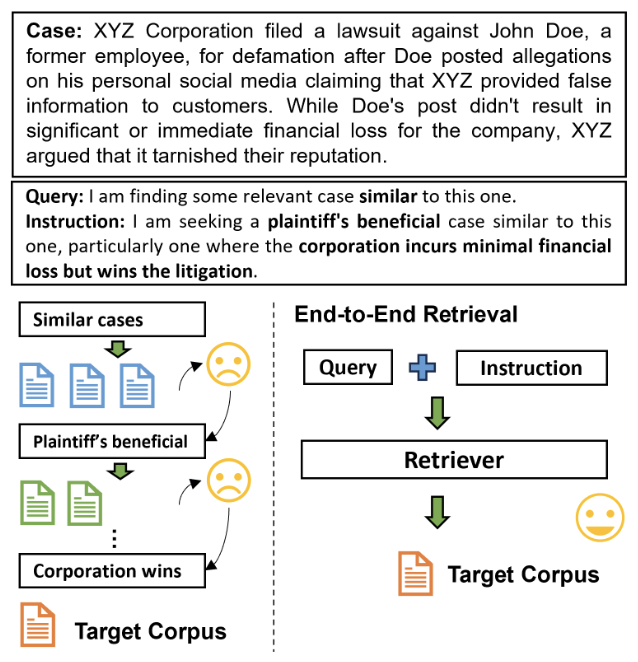 Case: XYZ Corporation filed a lawsuit against John Doe, a
former employee, for defamation after Doe posted allegations
on his personal social media claiming that XYZ provided false
information to customers. While Doe's post didn't result in
significant or immediate financial loss for the company, XYZ
argued that it tarnished their reputation.
Query: I am finding some relevant case similar to this one.
Instruction: I am seeking a plaintiff's beneficial case similar to this
one, particularly one where the corporation incurs minimal financial
loss but wins the litigation.
Similar cases
Plaintiff's beneficial
⋮
Corporation wins
Target Corpus
End-to-End Retrieval
Query
Instruction
Retriever
Target Corpus